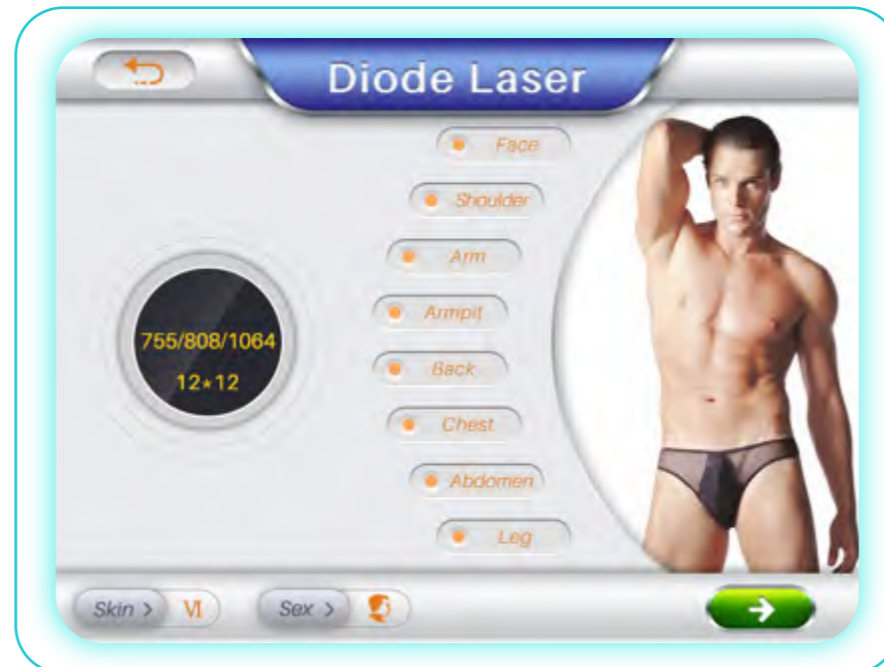 Diode Laser
Face
Shoulder
Arm
755/808/1064
12*12
Armpit
Back
Chest
Abdomen
Leg
Skin > VI
Sex >